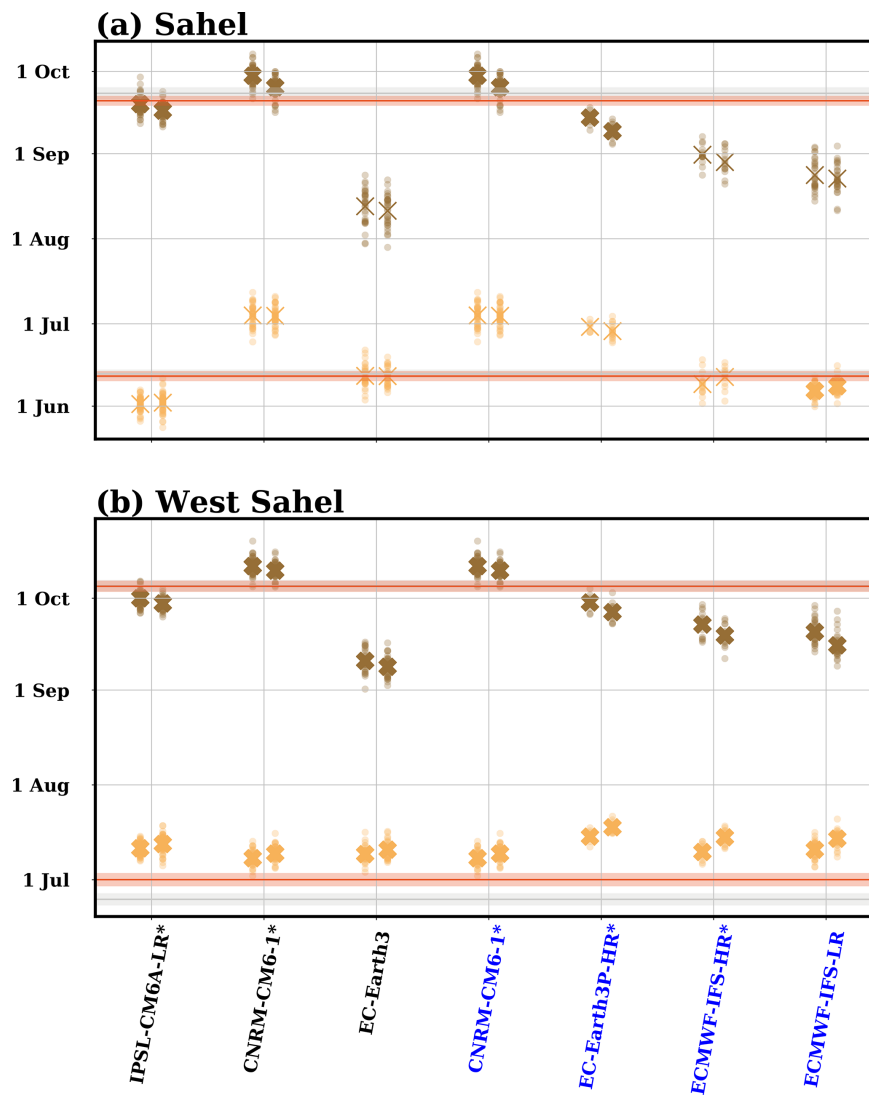 (a) Sahel
1 Oct
1 Sep
1 Aug
1 Jul
1 Jun
(b) West Sahel
1 Oct
1 Sep
1 Aug
1 Jul
IPSL-CM6A-LR*
CNRM-CM6-1*
EC-Earth3
CNRM-CM6-1*
EC-Earth3P-HR*
ECMWF-IFS-HR*
ECMWF-IFS-LR